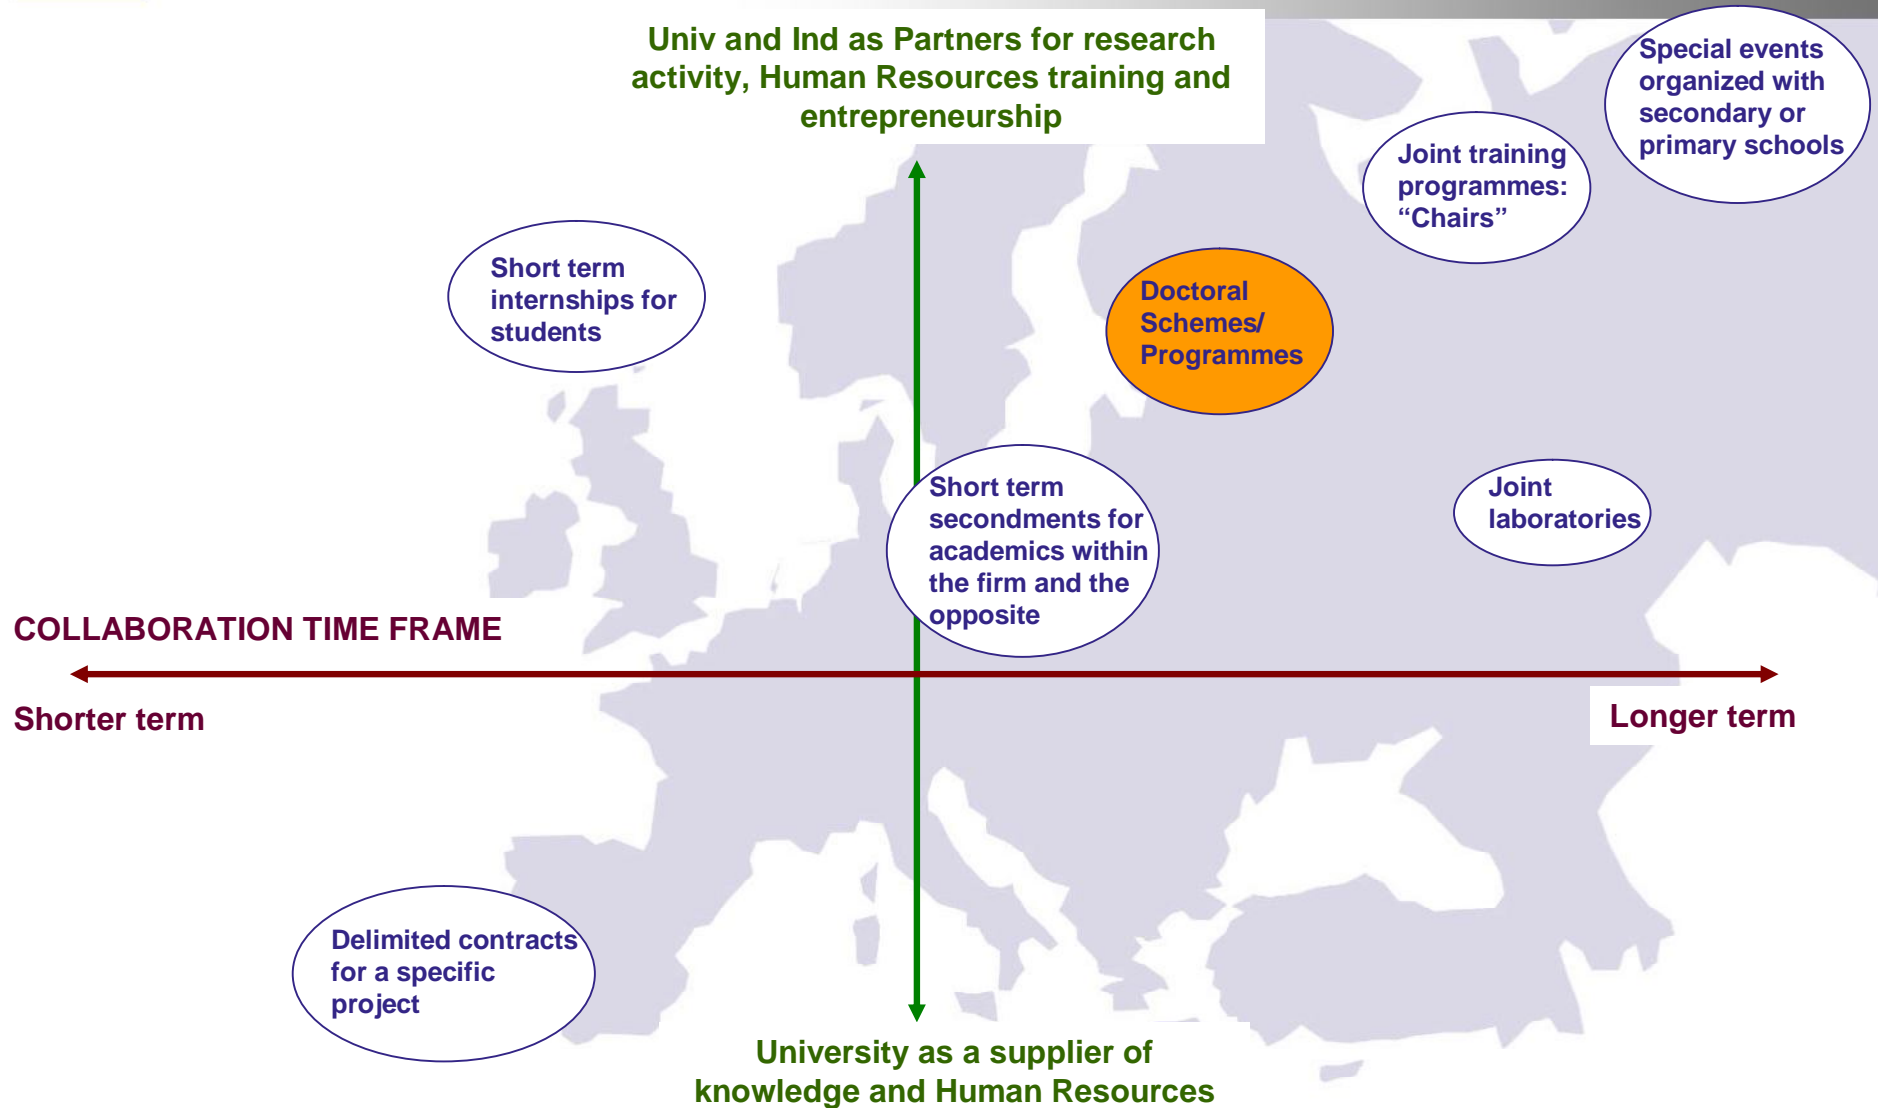 Univ and Ind as Partners for research
activity, Human Resources training and
entrepreneurship
Special events
organized with
secondary or
primary schools
Joint training
programmes:
“Chairs”
Short term
internships for
students
Doctoral
Schemes/
Programmes
Short term
secondments for
academics within
the firm and the
opposite
Joint
laboratories
COLLABORATION TIME FRAME
Shorter term
Longer term
Delimited contracts
for a specific
project
University as a supplier of
knowledge and Human Resources